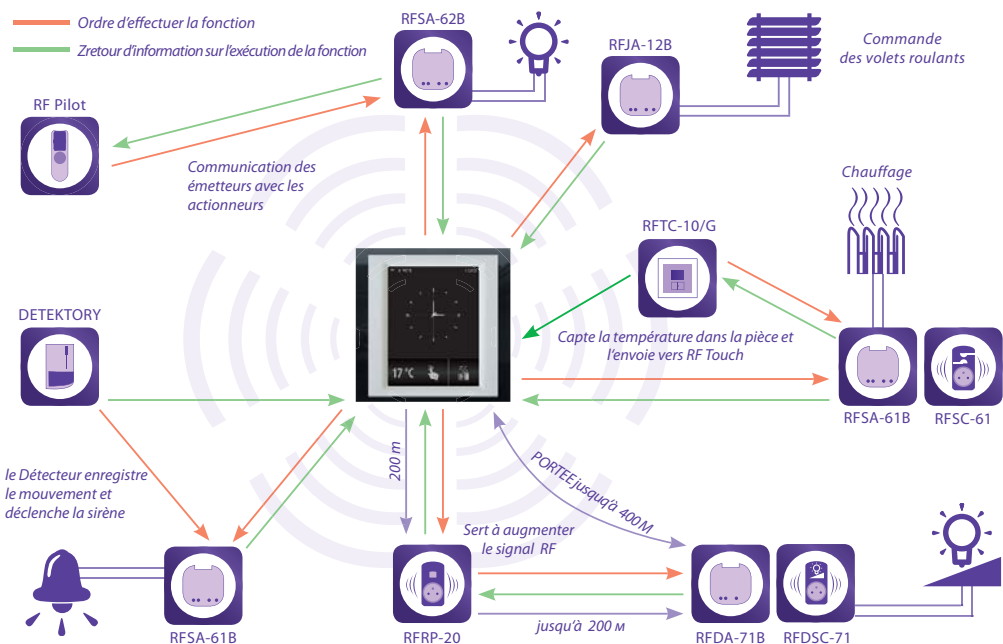 Ordre d'effectuer la fonction
Zretour d'information sur l'exécution de la fonction
RFSA-62B
RFJA-12B
Commande
des volets roulants
RF Pilot
Communication des
émetteurs avec les
actionneurs
Chauffage
RFTC-10/G
DETEKTORY
Capte la température dans la pièce et
l'envoie vers RF Touch
17°C
RFSA-61B
RFSC-61
200 m
PORTEE jusquq'à 400 M
le Détecteur enregistre
le mouvement et
déclenche la sirène
Sert à augmenter
le signal RF
RFSA-61B
RFRP-20
jusqu'à 200 M
RFDA-71B
RFDSC-71